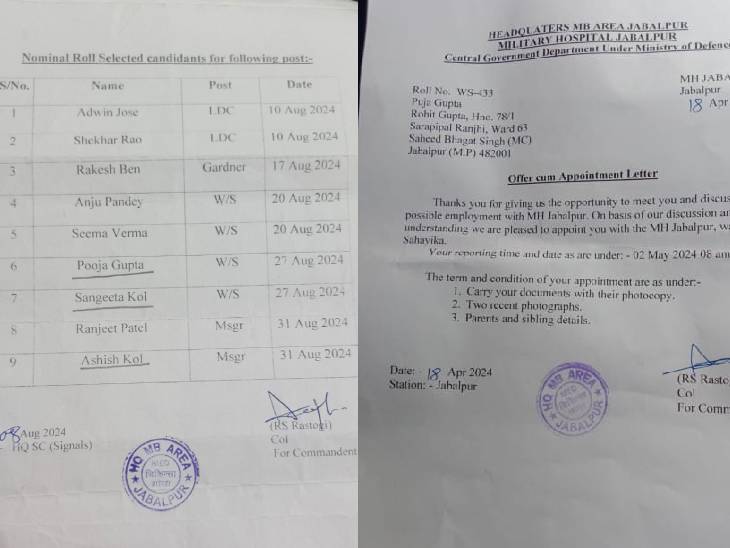 Nominal Roll Selected candidants for following post:-
S/No. Name Post Date
1 Adwin Jose LDC 10 Aug 2024
2 Shekhar Rao LDC 10 Aug 2024
3 Rakesh Ben Gardner 17 Aug 2024
4 Anju Pandey W/S 20 Aug 2024
5 Seema Verma W/S 20 Aug 2024
6 Pooja Gupta W/S 27 Aug 2024
7 Sangeeta Kol W/S 27 Aug 2024
8 Ranjeet Patel Msgr 31 Aug 2024
9 Ashish Kol Msgr 31 Aug 2024
08 Aug 2024
HQ SC (Signals)
(RS Rastogi)
Col
For Commandent
HQ MB AREA
MED
चिकित्सा
शाखा
JABALPUR
HEADQUATERS MB AREA JABALPUR
MILITARY HOSPITAL JABALPUR
Central Government Department Under Ministry of Defence
MH JABA
Jabalpur
18 Apr
Roll No. WS-433
Puja Gupta
Rohit Gupta, Hno. 78/1
Sarapipal Ranjhi, Ward 63
Saheed Bhagat Singh (MC)
Jabalpur (M.P) 482001
Offer cum Appointment Letter
Thanks you for giving us the opportunity to meet you and discus
possible employment with MH Jabalpur. On basis of our discussion an
understanding we are pleased to appoint you with the MH Jabalpur, wa
Sahayika.
Your reporting time and date as are under: - 02 May 2024 08 am
The term and condition of your appointment are as under:-
1. Carry your documents with their photocopy.
2. Two recent photographs.
3. Parents and sibling details.
Date: - 18 Apr 2024
Station: - Jabalpur
HQ MB AREA
MED
चिकित्सा
शाखा
JABALPUR
(RS Rasto
Col
For Comm